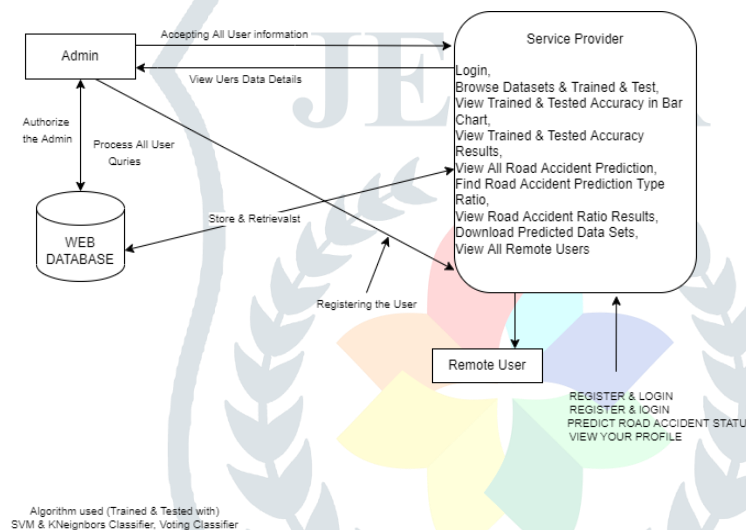 Accepting All User information
Service Provider
Admin
View Uers Data Details
Login,
Browse Datasets & Trained & Test,
View Trained & Tested Accuracy in Bar
Chart,
View Trained & Tested Accuracy
Results,
View All Road Accident Prediction,
Find Road Accident Prediction Type
Ratio,
View Road Accident Ratio Results,
Download Predicted Data Sets,
View All Remote Users
Authorize
the Admin
Process All User
Quries
Store & Retrievalst
WEB
DATABASE
Registering the User
Remote User
REGISTER & LOGIN
REGISTER & lOGIN
PREDICT ROAD ACCIDENT STATU
VIEW YOUR PROFILE
Algorithm used (Trained & Tested with)
SVM & KNeignbors Classifier, Voting Classifier